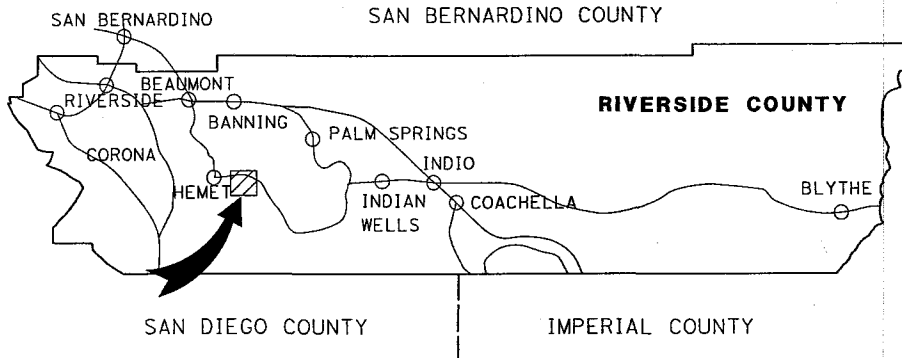 SAN BERNARDINO COUNTY
SAN BERNARDINO
BEAUMONT
RIVERSIDE
BANNING
RIVERSIDE COUNTY
PALM SPRINGS
CORONA
INDIO
HEMET
INDIAN
WELLS
COACHELLA
BLYTHE
SAN DIEGO COUNTY
IMPERIAL COUNTY